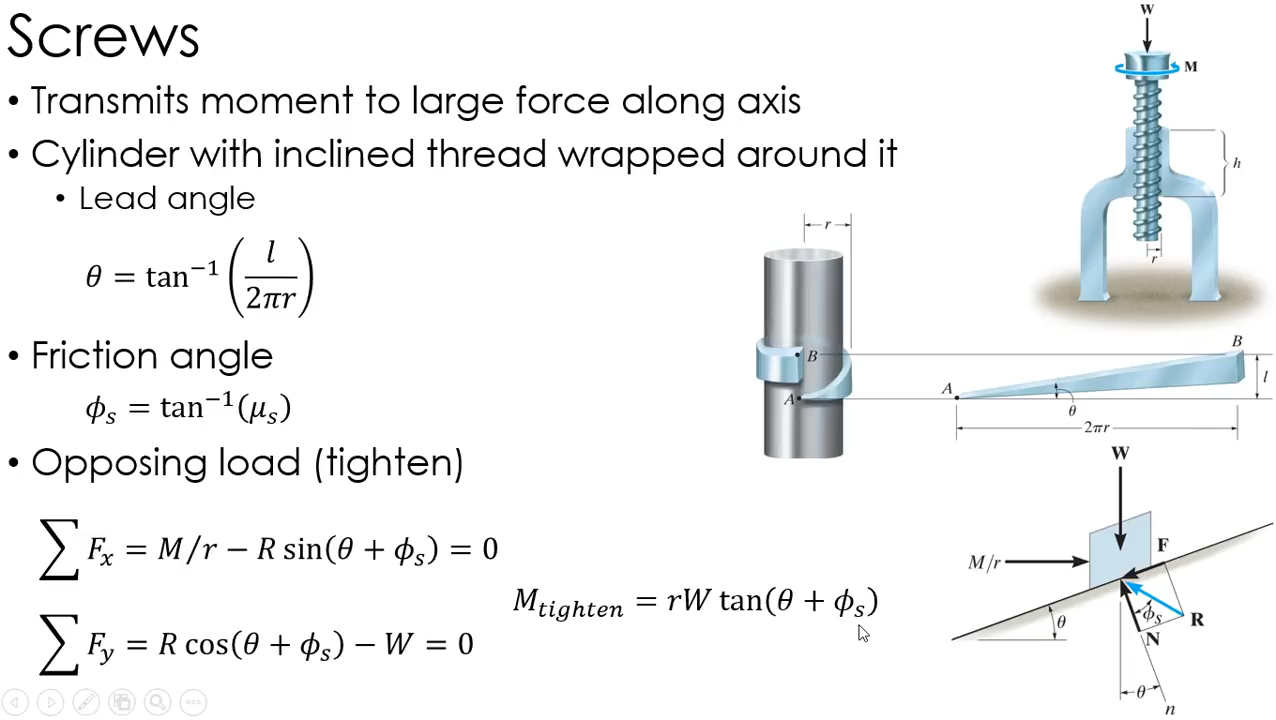 Screws
• Transmits moment to large force along axis
• Cylinder with inclined thread wrapped around it
• Lead angle
θ = tan⁻¹(l/2πr)
• Friction angle
ϕₛ = tan⁻¹(μₛ)
• Opposing load (tighten)
∑Fₓ = M/r − R sin(θ + ϕₛ) = 0
M_tighten = rW tan(θ + ϕₛ)
∑F_y = R cos(θ + ϕₛ) − W = 0
W
M
h
r
r
B
A
B
A
θ
l
2πr
W
M/r
F
ϕₛ
R
θ
N
θ
n